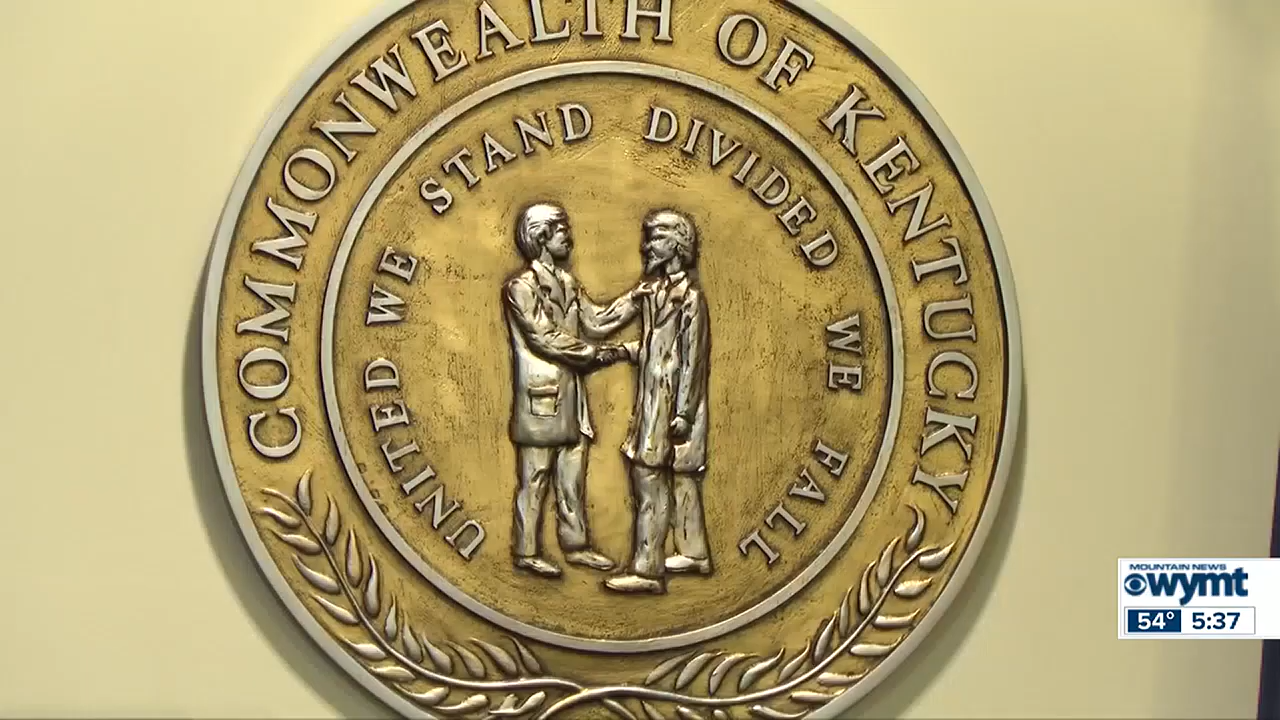 COMMONWEALTH OF KENTUCKY
UNITED WE STAND DIVIDED WE FALL
MOUNTAIN NEWS
wymt
54° 5:37